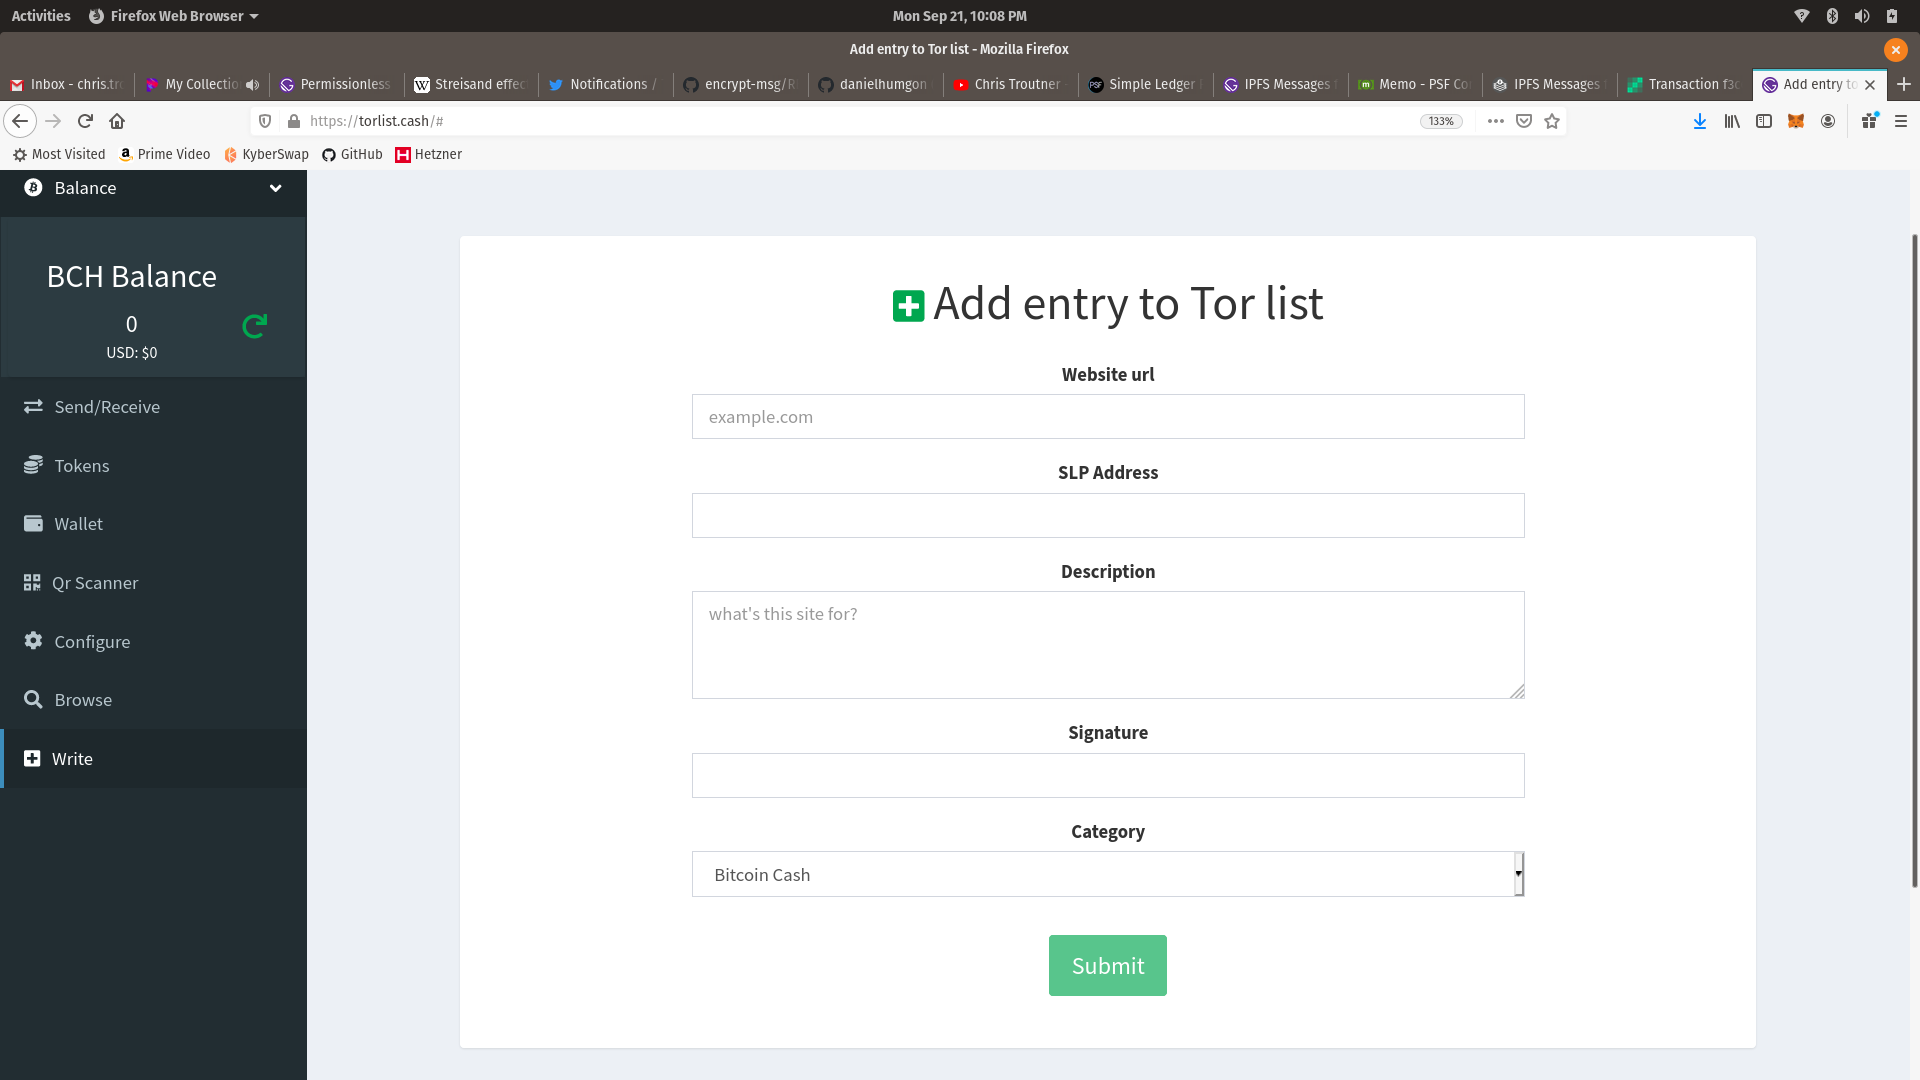 Activities Firefox Web Browser Mon Sep 21, 10:08 PM
Add entry to Tor list - Mozilla Firefox
Inbox - chris.tr My Collectio Permissionless Streisand effec Notifications / encrypt-msg/R danielhumgon Chris Troutner Simple Ledger IPFS Messages Memo - PSF Co IPFS Messages Transaction f3 Add entry to
https://torlist.cash/# 133%
Most Visited Prime Video KyberSwap GitHub Hetzner
Balance
BCH Balance
0
USD: $0
Send/Receive
Tokens
Wallet
Qr Scanner
Configure
Browse
Write
Add entry to Tor list
Website url
example.com
SLP Address
Description
what's this site for?
Signature
Category
Bitcoin Cash
Submit